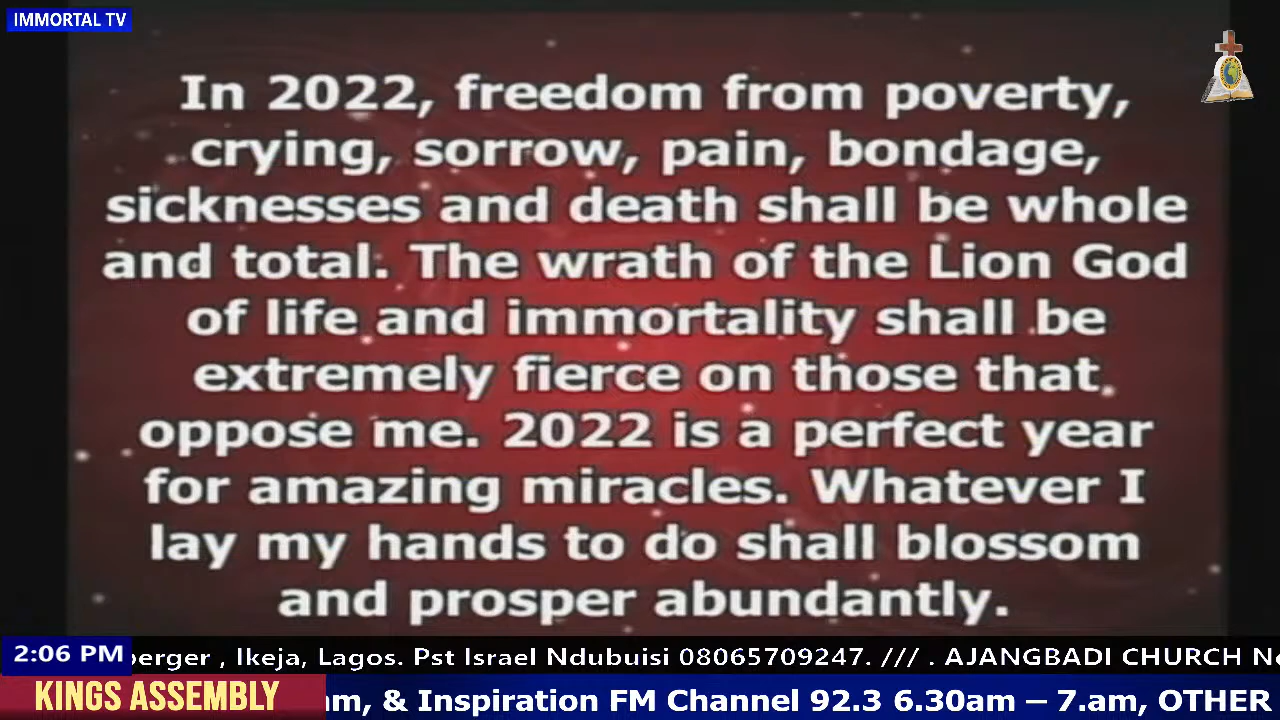 IMMORTAL TV
In 2022, freedom from poverty,
crying, sorrow, pain, bondage,
sicknesses and death shall be whole
and total. The wrath of the Lion God
of life and immortality shall be
extremely fierce on those that
oppose me. 2022 is a perfect year
for amazing miracles. Whatever I
lay my hands to do shall blossom
and prosper abundantly.
2:06 PM
, Ikeja, Lagos. Pst Israel Ndubuisi 08065709247. /// . AJANGBADI CHURCH
KINGS ASSEMBLY
, & Inspiration FM Channel 92.3 6.30am – 7.am, OTHER